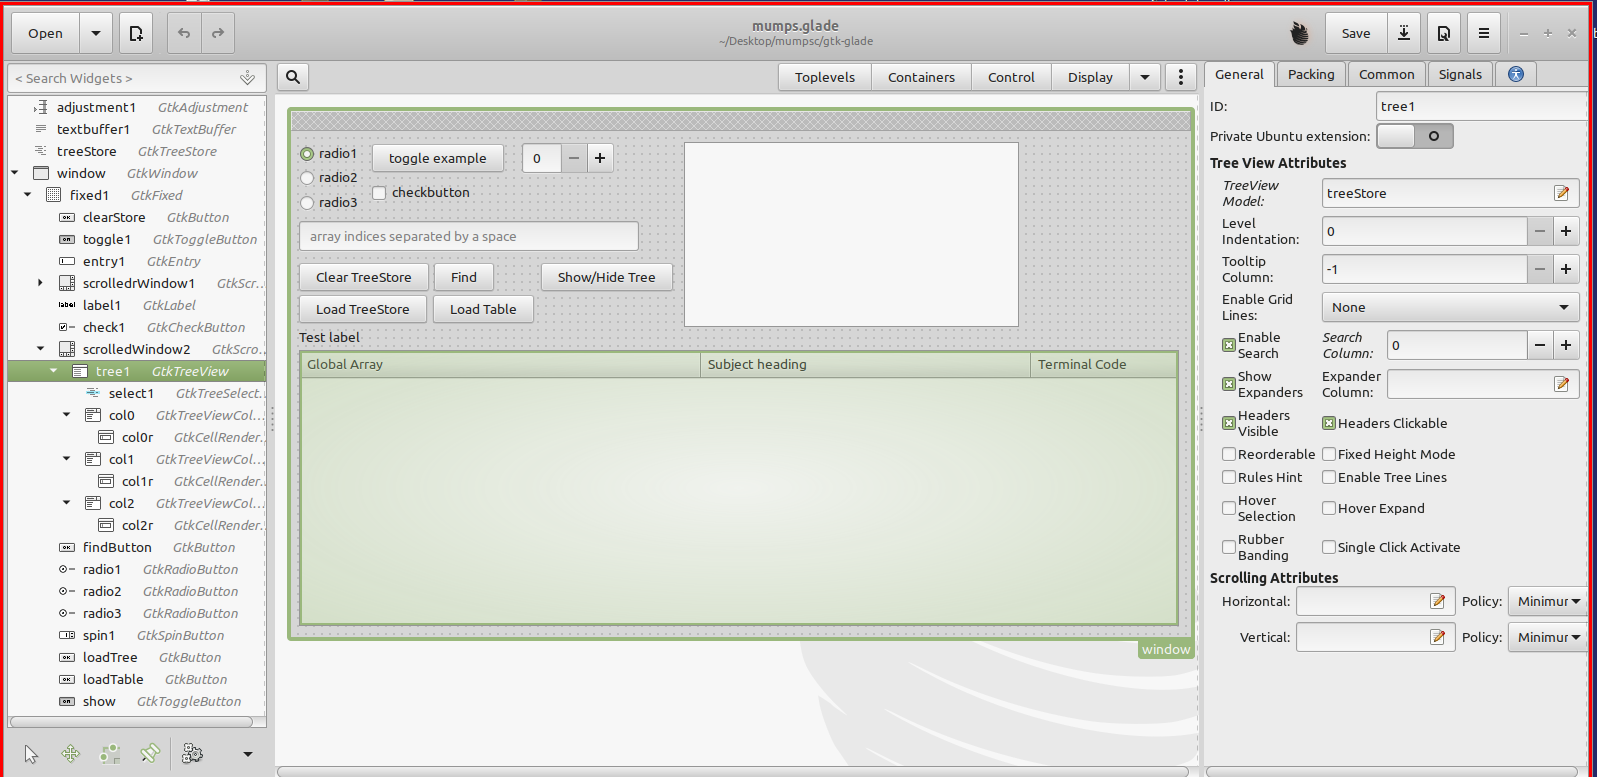 Open
mumps.glade
~/Desktop/mumpsc/gtk-glade
Save
< Search Widgets >
Toplevels Containers Control Display
General Packing Common Signals
adjustment1 GtkAdjustment
textbuffer1 GtkTextBuffer
treeStore GtkTreeStore
window GtkWindow
fixed1 GtkFixed
clearStore GtkButton
toggle1 GtkToggleButton
entry1 GtkEntry
scrolledrWindow1 GtkScr...
label1 GtkLabel
check1 GtkCheckButton
scrolledWindow2 GtkScro...
tree1 GtkTreeView
select1 GtkTreeSelect...
col0 GtkTreeViewCol...
col0r GtkCellRender...
col1 GtkTreeViewCol...
col1r GtkCellRender...
col2 GtkTreeViewCol...
col2r GtkCellRender...
findButton GtkButton
radio1 GtkRadioButton
radio2 GtkRadioButton
radio3 GtkRadioButton
spin1 GtkSpinButton
loadTree GtkButton
loadTable GtkButton
show GtkToggleButton
radio1 toggle example 0
radio2
checkbutton
radio3
array indices separated by a space
Clear TreeStore Find Show/Hide Tree
Load TreeStore Load Table
Test label
Global Array Subject heading Terminal Code
window
ID: tree1
Private Ubuntu extension:
Tree View Attributes
TreeView
Model: treeStore
Level
Indentation: 0
Tooltip
Column: -1
Enable Grid
Lines: None
Enable
Search
Search
Column: 0
Show
Expanders
Expander
Column:
Headers
Visible
Headers Clickable
Reorderable Fixed Height Mode
Rules Hint Enable Tree Lines
Hover
Selection
Hover Expand
Rubber
Banding
Single Click Activate
Scrolling Attributes
Horizontal: Policy: Minimur
Vertical: Policy: Minimur